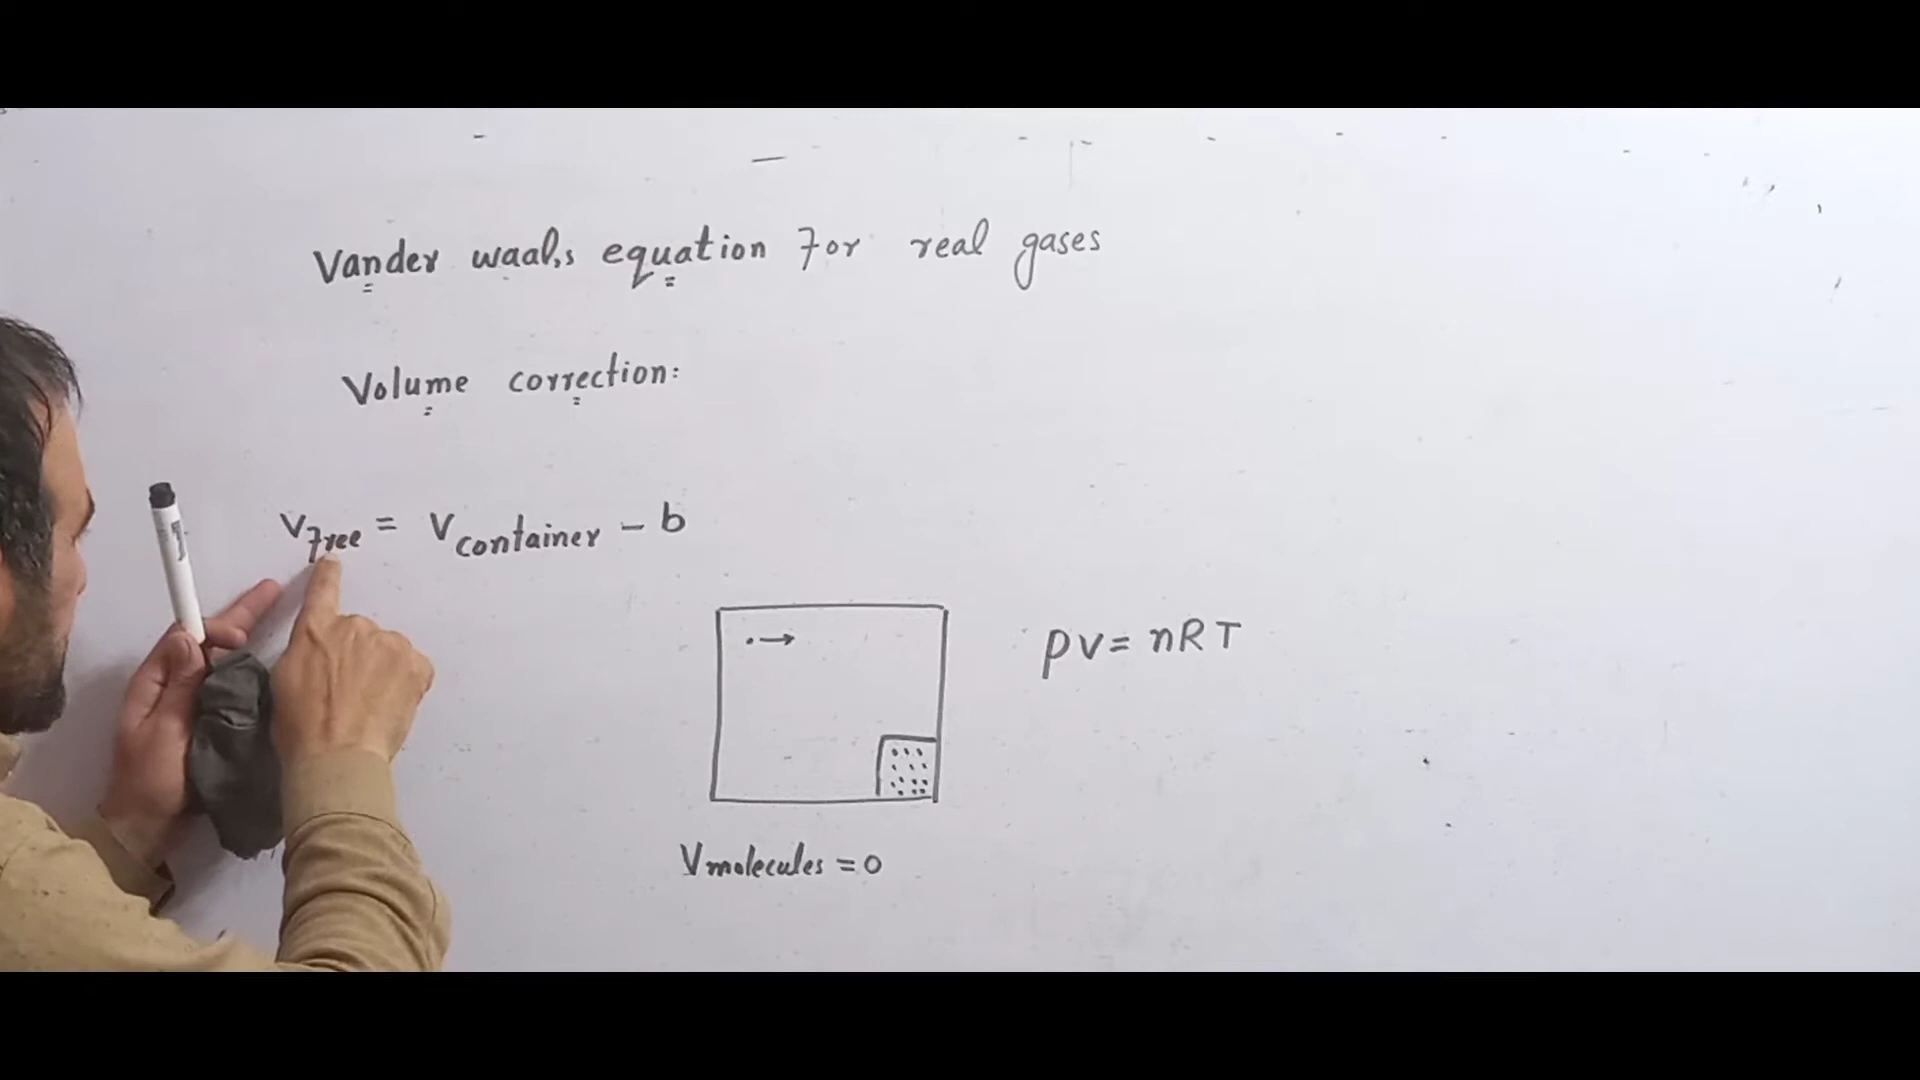 Vander waal,s equation for real gases
Volume correction:
Vfree = Vcontainer - b
PV = nRT
Vmolecules = 0